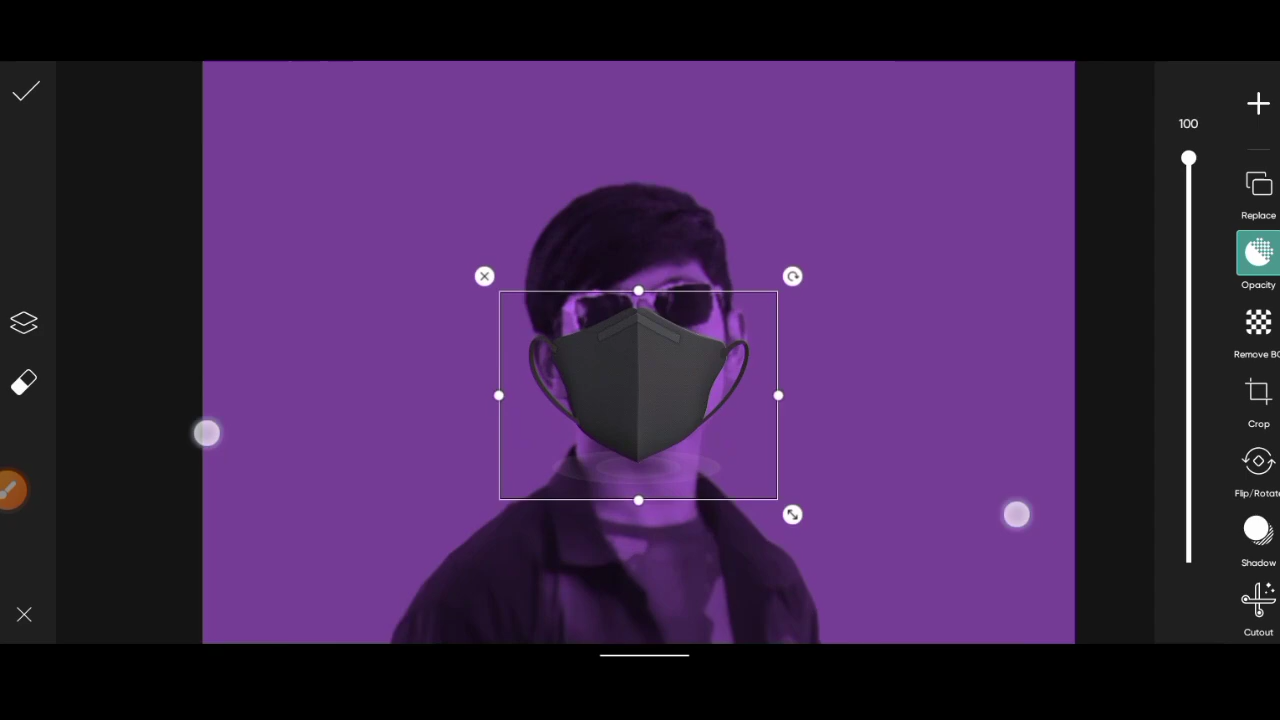 100
Replace
Opacity
Remove BG
Crop
Flip/Rotate
Shadow
Cutout